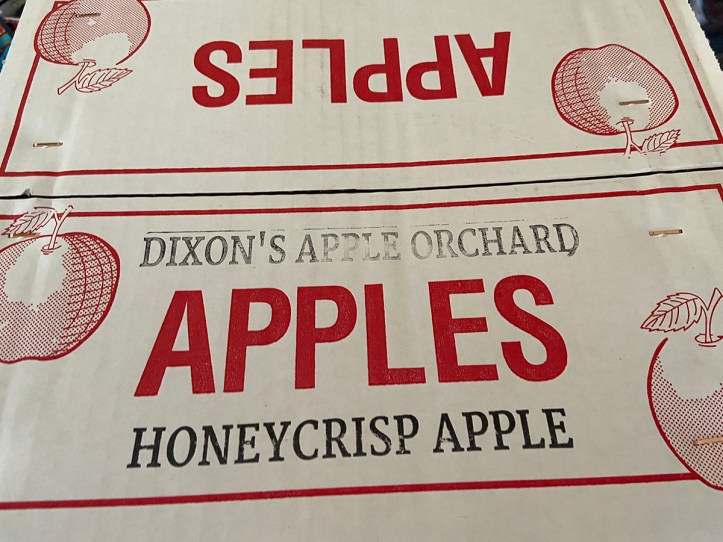 APPLES
DIXON'S APPLE ORCHARD
APPLES
HONEYCRISP APPLE